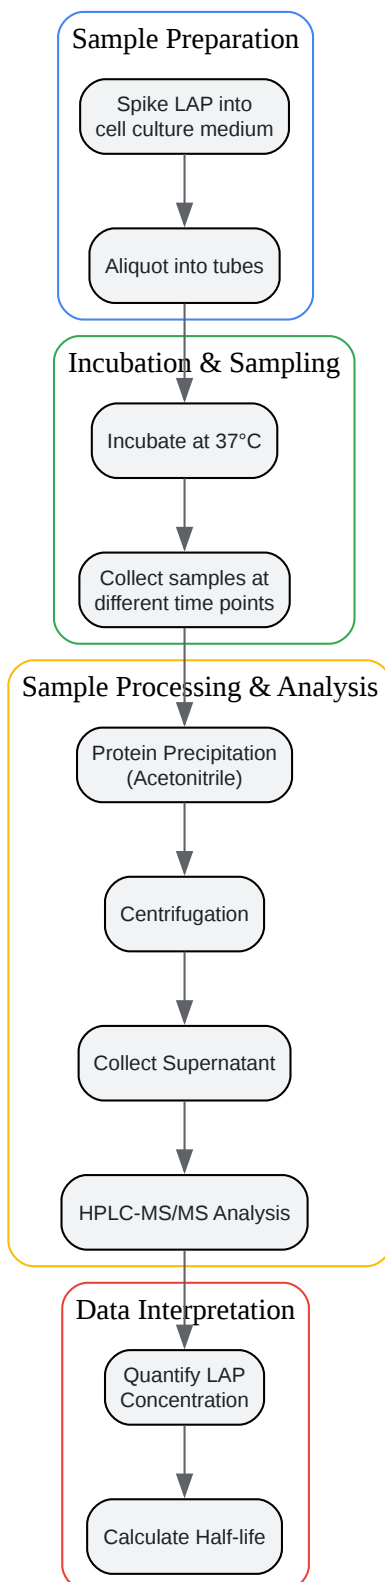 Sample Preparation
Spike LAP into
cell culture medium
Aliquot into tubes
Incubation & Sampling
Incubate at 37°C
Collect samples at
different time points
Sample Processing & Analysis
Protein Precipitation
(Acetonitrile)
Centrifugation
Collect Supernatant
HPLC-MS/MS Analysis
Data Interpretation
Quantify LAP
Concentration
Calculate Half-life